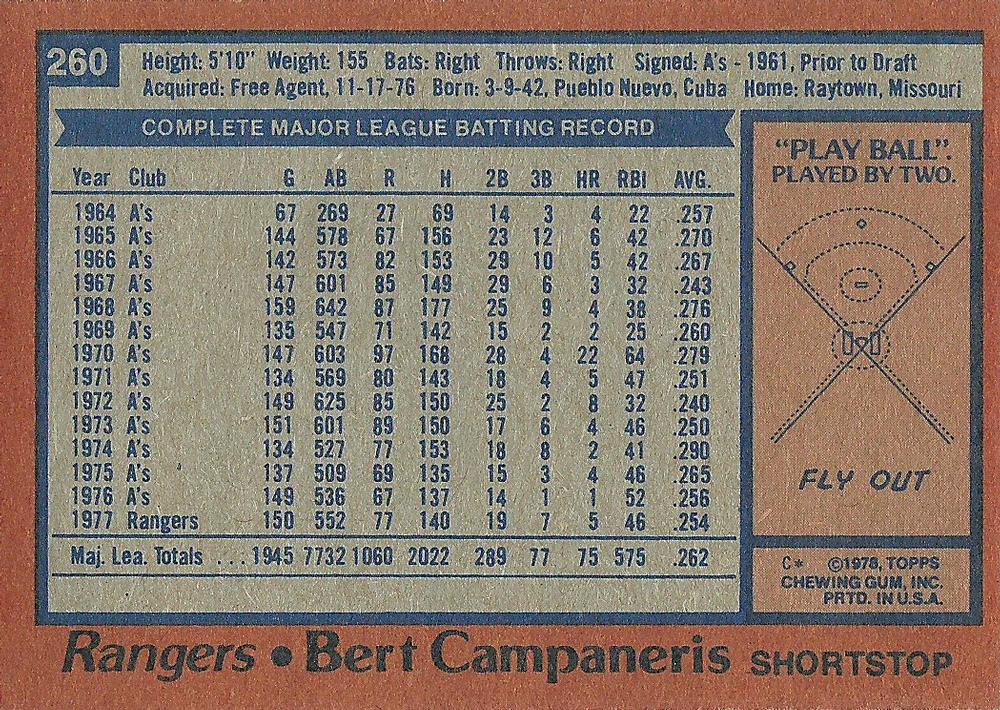 260
Height: 5'10" Weight: 155 Bats: Right Throws: Right Signed: A's - 1961, Prior to Draft
Acquired: Free Agent, 11-17-76 Born: 3-9-42, Pueblo Nuevo, Cuba Home: Raytown, Missouri
COMPLETE MAJOR LEAGUE BATTING RECORD
Year Club G AB R H 2B 3B HR RBI AVG.
1964 A's 67 269 27 69 14 3 4 22 .257
1965 A's 144 578 67 156 23 12 6 42 .270
1966 A's 142 573 82 153 29 10 5 42 .267
1967 A's 147 601 85 149 29 6 3 32 .243
1968 A's 159 642 87 177 25 9 4 38 .276
1969 A's 135 547 71 142 15 2 2 25 .260
1970 A's 147 603 97 168 28 4 22 64 .279
1971 A's 134 569 80 143 18 4 5 47 .251
1972 A's 149 625 85 150 25 2 8 32 .240
1973 A's 151 601 89 150 17 6 4 46 .250
1974 A's 134 527 77 153 18 8 2 41 .290
1975 A's 137 509 69 135 15 3 4 46 .265
1976 A's 149 536 67 137 14 1 1 52 .256
1977 Rangers 150 552 77 140 19 7 5 46 .254
Maj. Lea. Totals ... 1945 7732 1060 2022 289 77 75 575 .262
"PLAY BALL".
PLAYED BY TWO.
FLY OUT
C* ©1978, TOPPS
CHEWING GUM, INC.
PRTD. IN U.S.A.
Rangers • Bert Campaneris SHORTSTOP